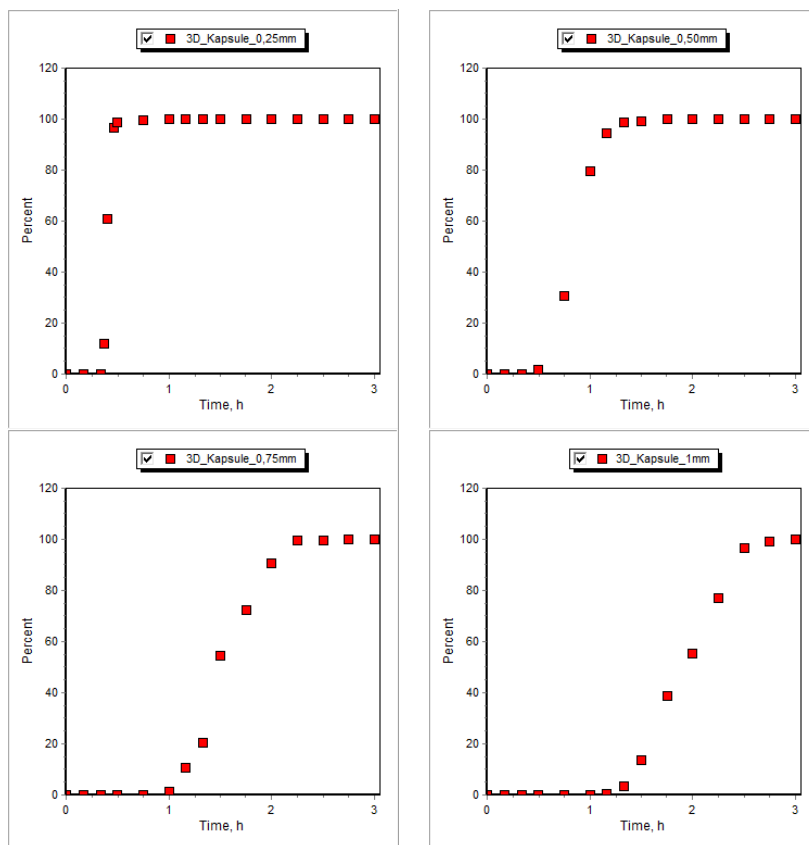 3D_Kapsule_0,25mm
120
100
80
60
40
20
0
Percent
0 1 2 3
Time, h
3D_Kapsule_0,50mm
120
100
80
60
40
20
0
Percent
0 1 2 3
Time, h
3D_Kapsule_0,75mm
120
100
80
60
40
20
0
Percent
0 1 2 3
Time, h
3D_Kapsule_1mm
120
100
80
60
40
20
0
Percent
0 1 2 3
Time, h